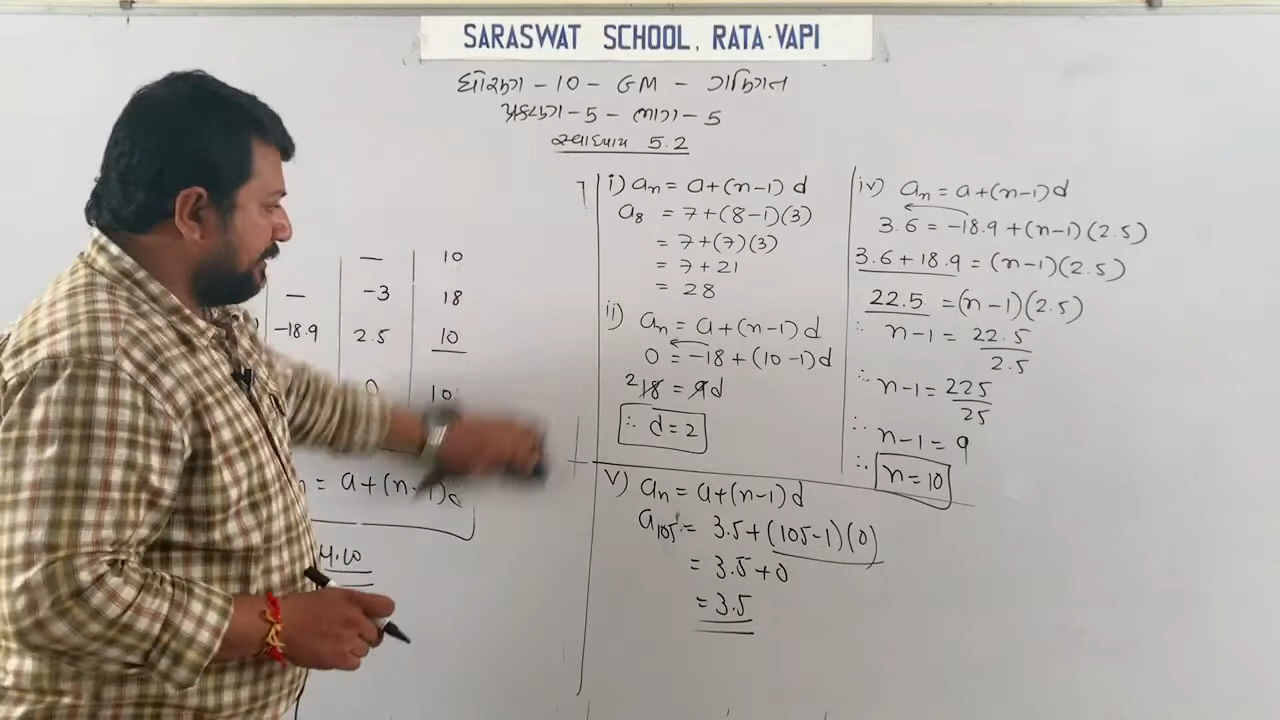 SARASWAT SCHOOL, RATA-VAPI
ધોરણ - 10 - GM - ગણિત
પ્રકરણ - 5 - ભાગ - 5
સ્વાધ્યાય 5.2
— 10
— -3 18
-18.9 2.5 10
0 10
= a+(n-1)d
i) an = a+(n-1) d
a8 = 7+(8-1)(3)
= 7+(7)(3)
= 7+21
= 28
ii) an = a+(n-1)d
0 = -18 + (10-1)d
2 18 = 9d
∴ d=2
iv) an = a+(n-1)d
3.6 = -18.9 + (n-1)(2.5)
3.6+18.9 = (n-1)(2.5)
22.5 = (n-1)(2.5)
∴ n-1 = 22.5
2.5
∴ n-1 = 225
25
∴ n-1 = 9
∴ n=10
v) an = a+(n-1)d
a105 = 3.5+(105-1)(0)
= 3.5+0
= 3.5